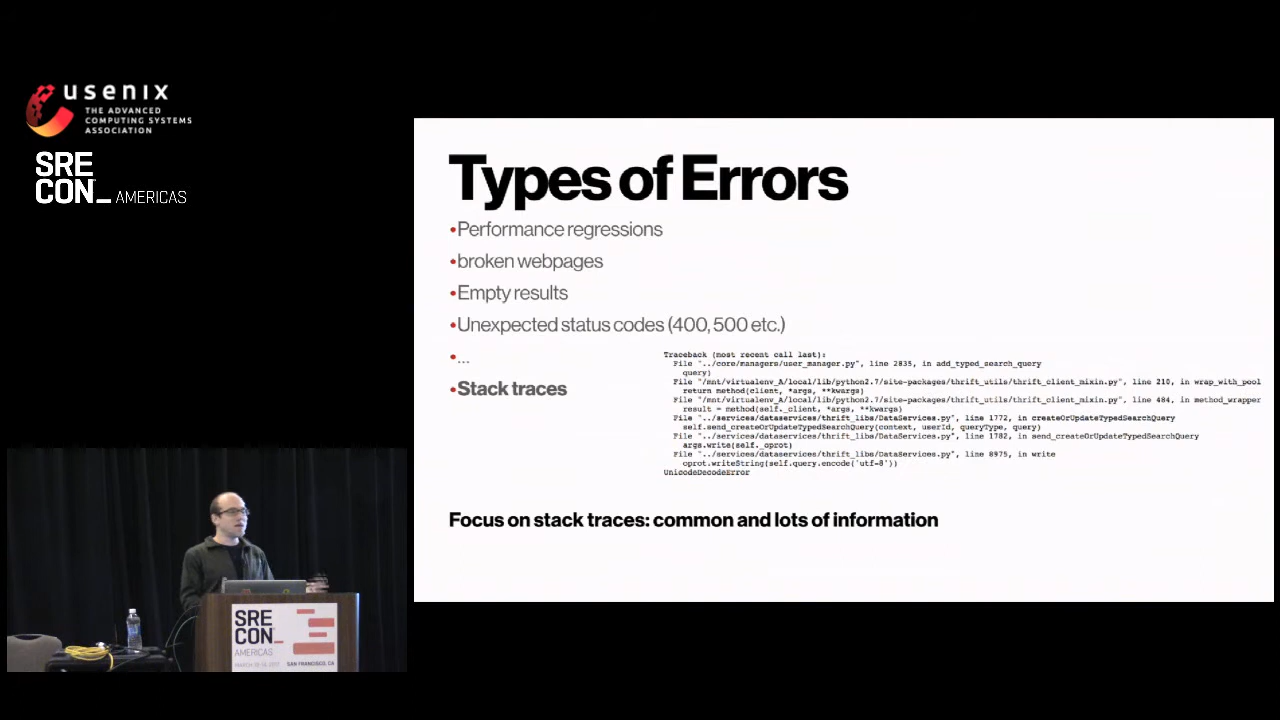 usenix
THE ADVANCED
COMPUTING SYSTEMS
ASSOCIATION
SRE
CON_ AMERICAS
Types of Errors
•Performance regressions
•broken webpages
•Empty results
•Unexpected status codes (400, 500 etc.)
•...
•Stack traces
Traceback (most recent call last):
File "../core/managers/user_manager.py", line 2835, in add_typed_search_query
query)
File "/mnt/virtualenv_A/local/lib/python2.7/site-packages/thrift_utils/thrift_client_mixin.py", line 210, in wrap_with_pool
return method(client, *args, **kwargs)
File "/mnt/virtualenv_A/local/lib/python2.7/site-packages/thrift_utils/thrift_client_mixin.py", line 484, in method_wrapper
result = method(self._client, *args, **kwargs)
File "../services/dataservices/thrift_libs/DataServices.py", line 1772, in createOrUpdateTypedSearchQuery
self.send_createOrUpdateTypedSearchQuery(context, userId, queryType, query)
File "../services/dataservices/thrift_libs/DataServices.py", line 1782, in send_createOrUpdateTypedSearchQuery
args.write(self._oprot)
File "../services/dataservices/thrift_libs/DataServices.py", line 8975, in write
oprot.writeString(self.query.encode('utf-8'))
UnicodeDecodeError
Focus on stack traces: common and lots of information
SRE
CON_
AMERICAS
SAN FRANCISCO, CA